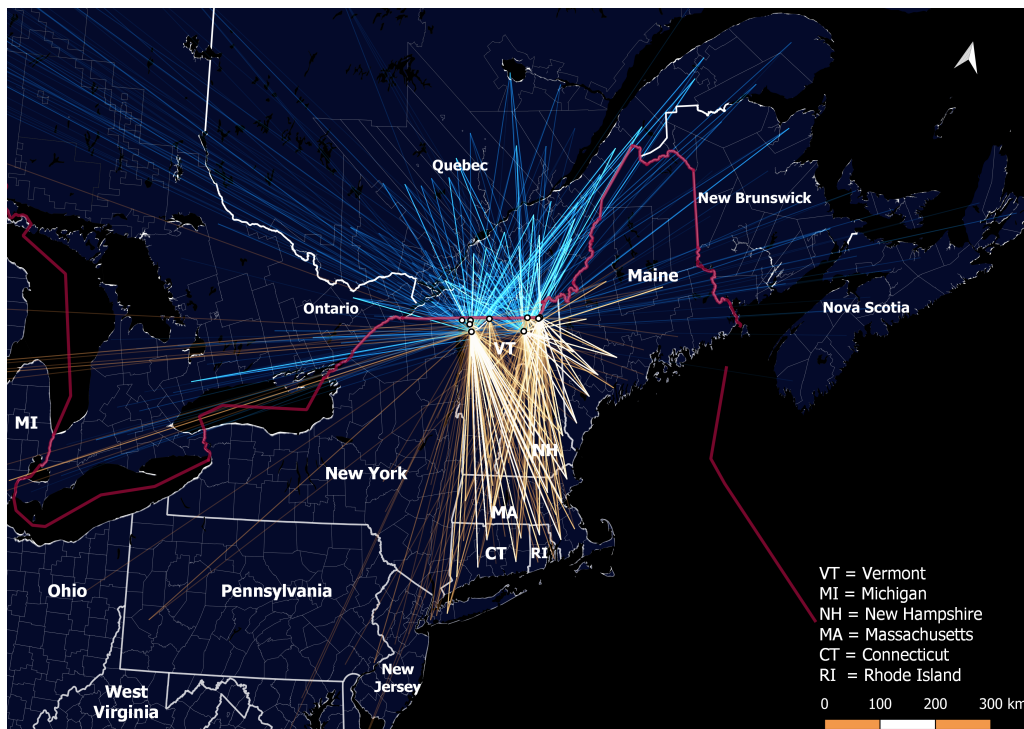 Quebec
New Brunswick
Maine
Ontario
Nova Scotia
VT
MI
NH
New York
MA
CT
RI
Ohio
Pennsylvania
VT = Vermont
MI = Michigan
NH = New Hampshire
MA = Massachusetts
CT = Connecticut
RI = Rhode Island
New
Jersey
West
Virginia
0 100 200 300 km